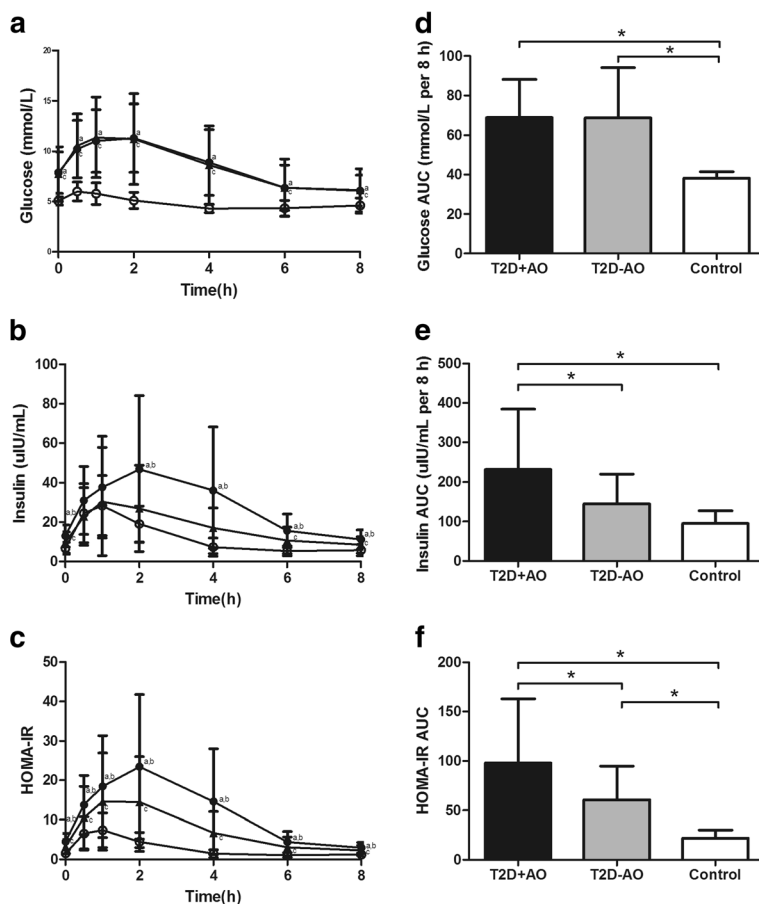 a
Glucose (mmol/L)
20
15
10
5
0
a a a a a a a
c c c c c c c
0 2 4 6 8
Time(h)
d
Glucose AUC (mmol/L per 8 h)
100
80
60
40
20
0
*
*
T2D+AO T2D-AO Control
b
Insulin (uIU/mL)
100
80
60
40
20
0
a,b a,b a,b a,b a,b
c c
0 2 4 6 8
Time(h)
e
Insulin AUC (uIU/mL per 8 h)
500
400
300
200
100
0
*
*
T2D+AO T2D-AO Control
c
HOMA-IR
50
40
30
20
10
0
a,b a,b a,b a,b a,b a,b a,b
c c c c c c c
0 2 4 6 8
Time(h)
f
HOMA-IR AUC
200
150
100
50
0
*
*
*
T2D+AO T2D-AO Control